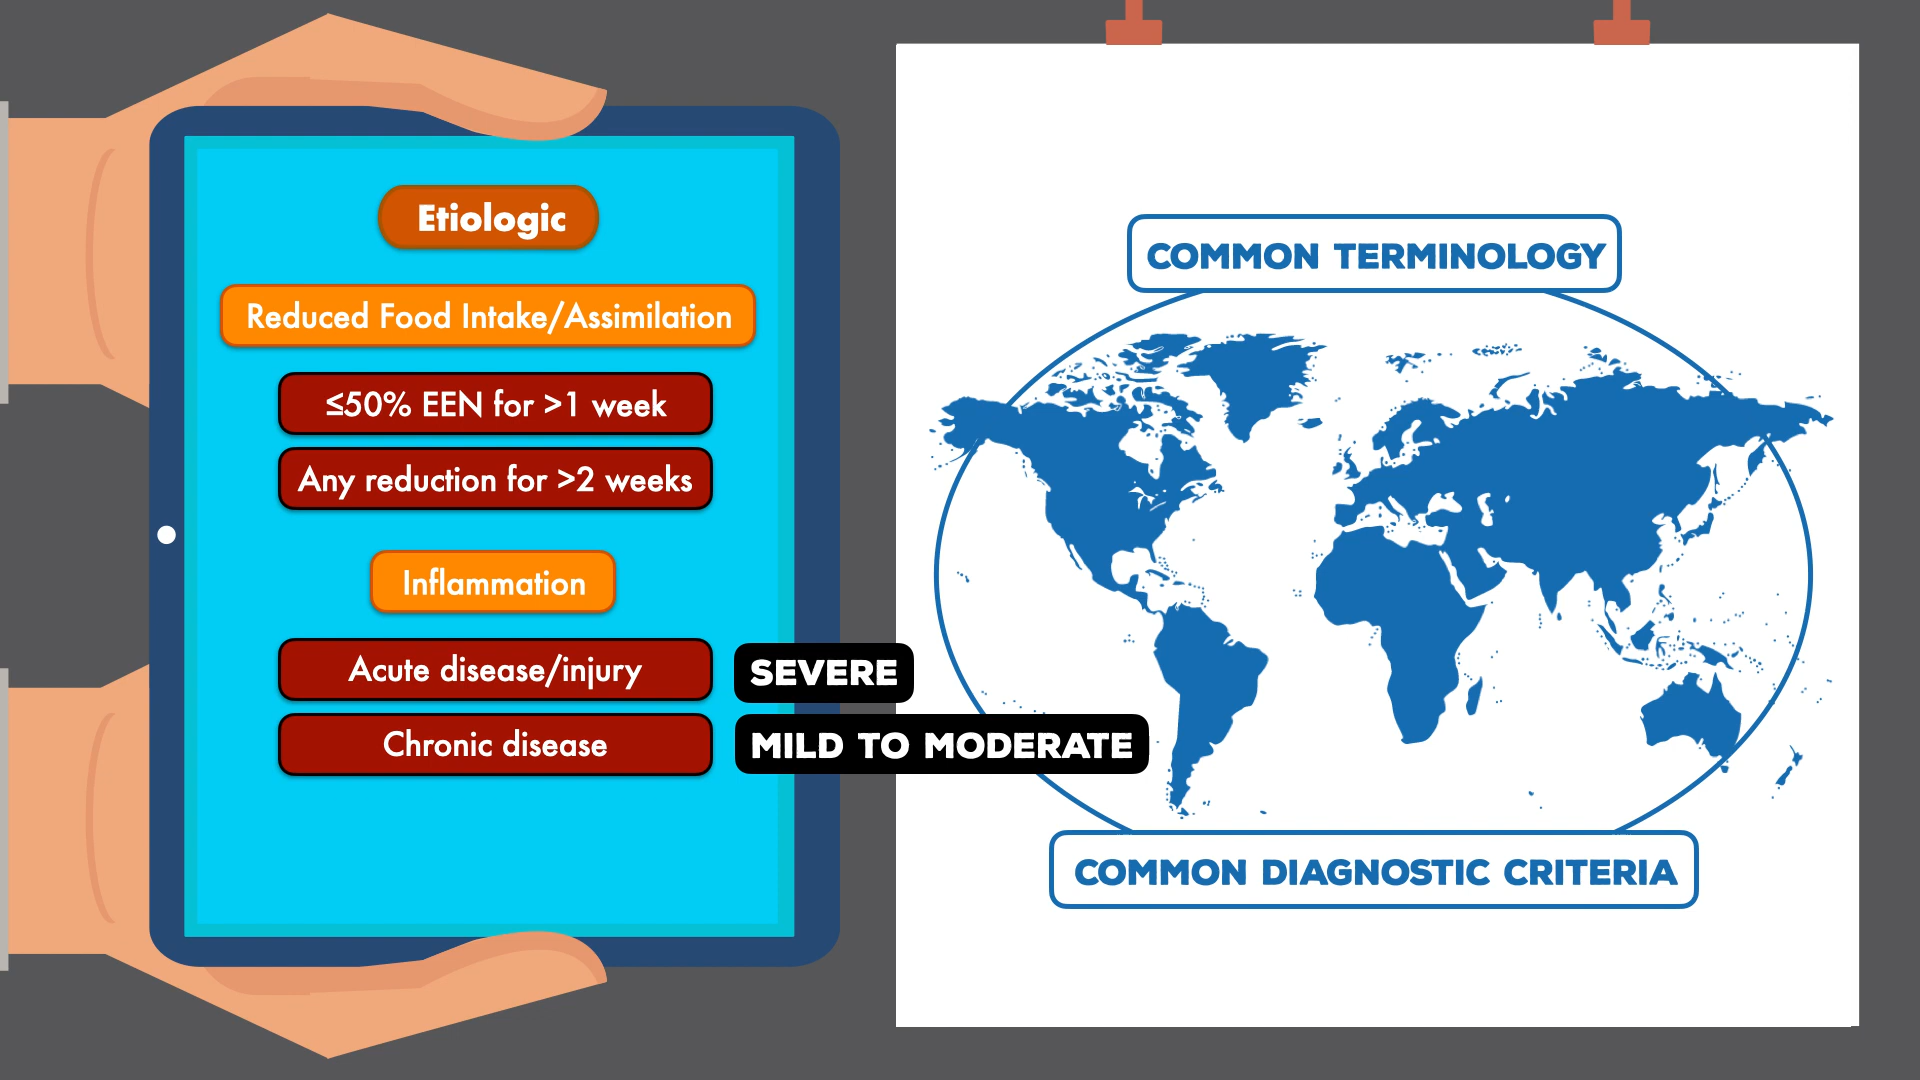 Etiologic
Reduced Food Intake/Assimilation
≤50% EEN for >1 week
Any reduction for >2 weeks
Inflammation
Acute disease/injury
SEVERE
Chronic disease
MILD TO MODERATE
COMMON TERMINOLOGY
COMMON DIAGNOSTIC CRITERIA